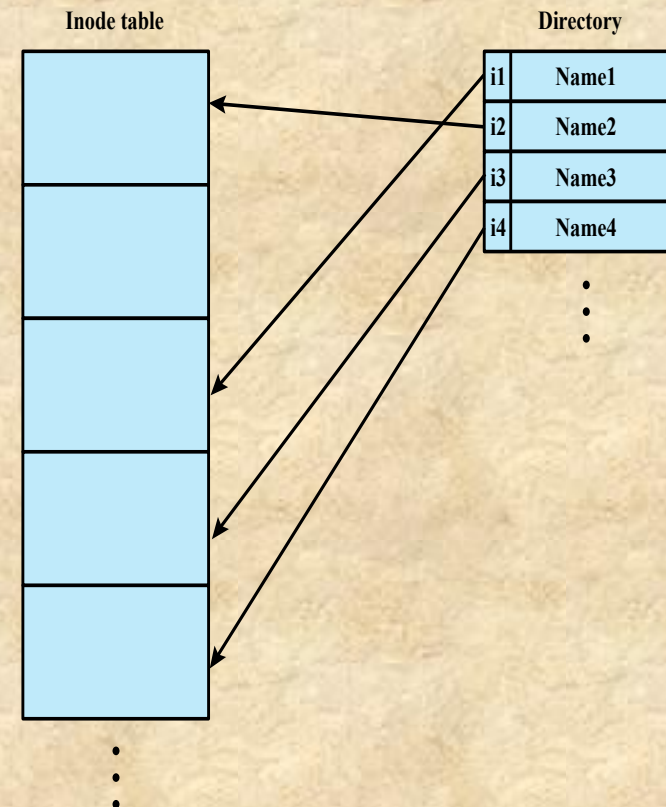 Inode table
Directory
i1 Name1
i2 Name2
i3 Name3
i4 Name4